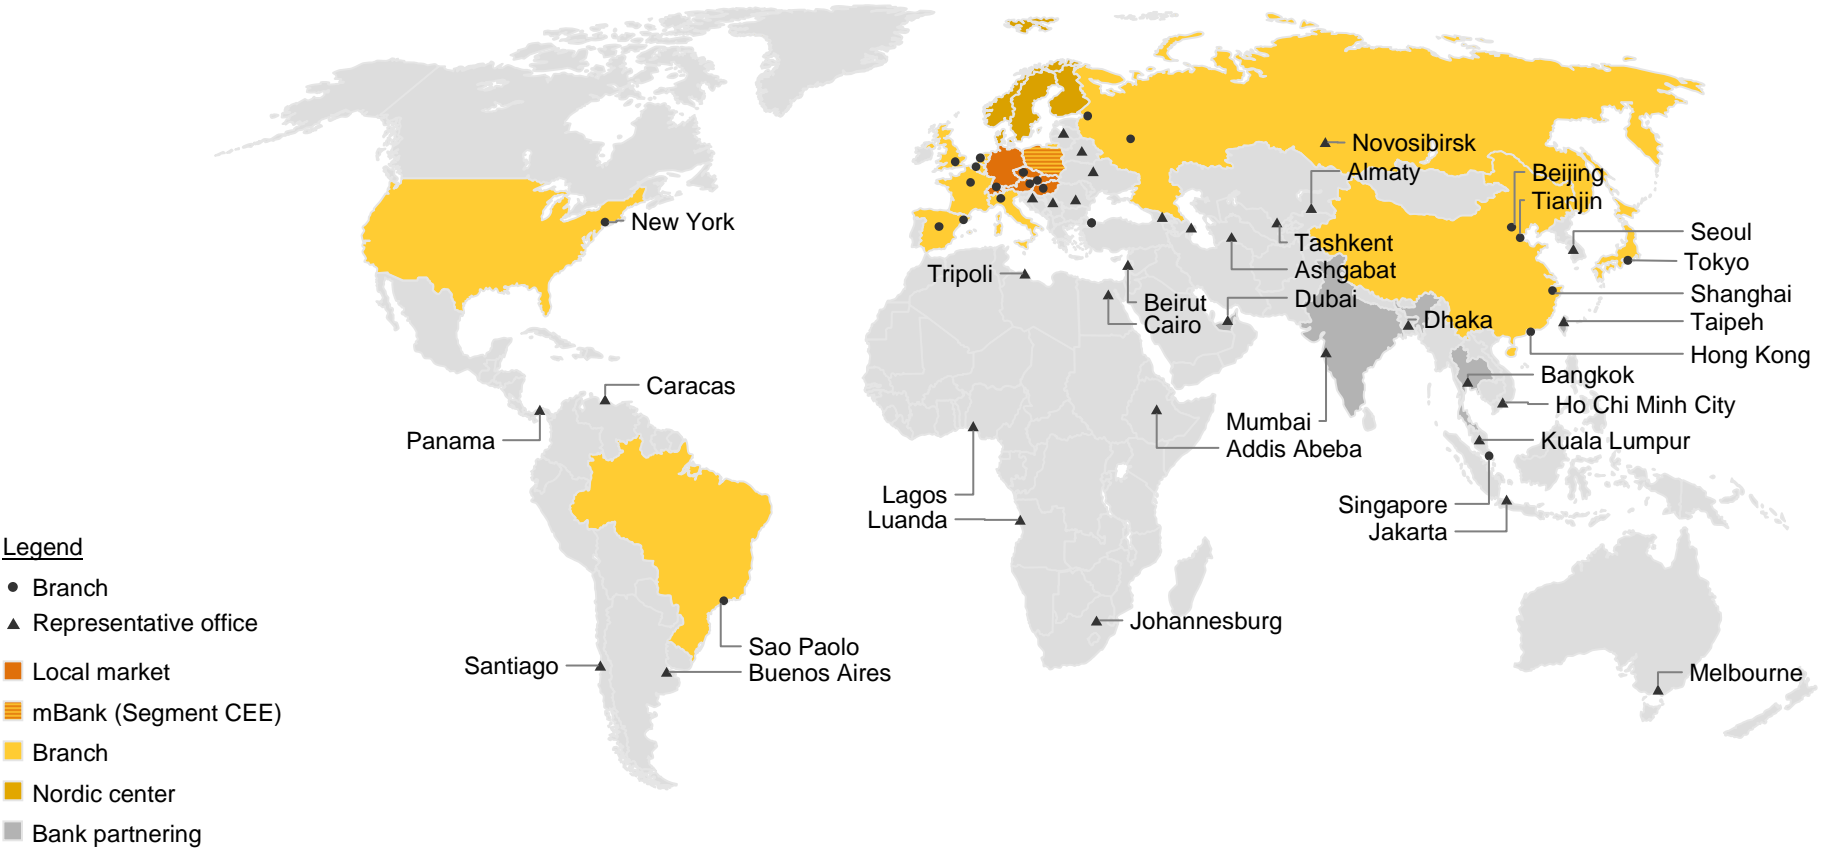 Novosibirsk
Almaty
Beijing
Tianjin
New York
Seoul
Tashkent
Tokyo
Tripoli
Ashgabat
Beirut
Dubai
Shanghai
Cairo
Dhaka
Taipeh
Hong Kong
Caracas
Bangkok
Ho Chi Minh City
Panama
Mumbai
Kuala Lumpur
Addis Abeba
Lagos
Singapore
Luanda
Jakarta
Legend
Branch
Representative office
Johannesburg
Sao Paolo
Santiago
Buenos Aires
Melbourne
Local market
mBank (Segment CEE)
Branch
Nordic center
Bank partnering